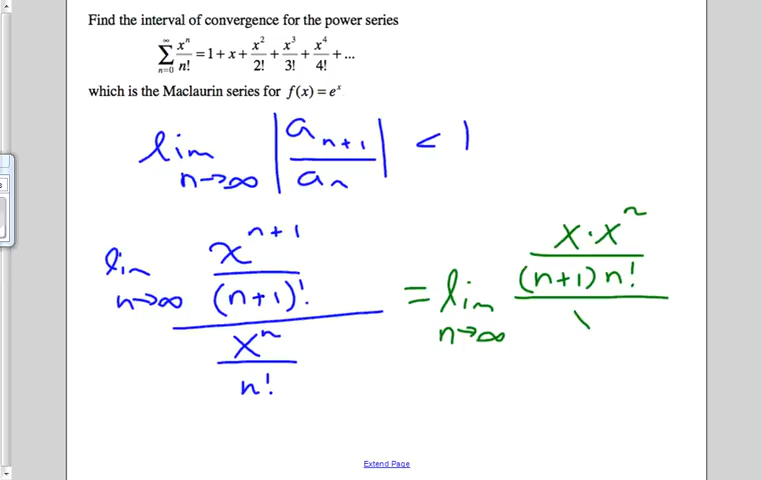 Find the interval of convergence for the power series
∑_{n=0}^{∞} x^n/n! = 1 + x + x^2/2! + x^3/3! + x^4/4! + ...
which is the Maclaurin series for f(x) = e^x
lim_{n→∞} |a_{n+1}/a_n| < 1
lim_{n→∞} (x^{n+1}/(n+1)!)/(x^n/n!) = lim_{n→∞} (x·x^2/((n+1) n!))/
Extend Page